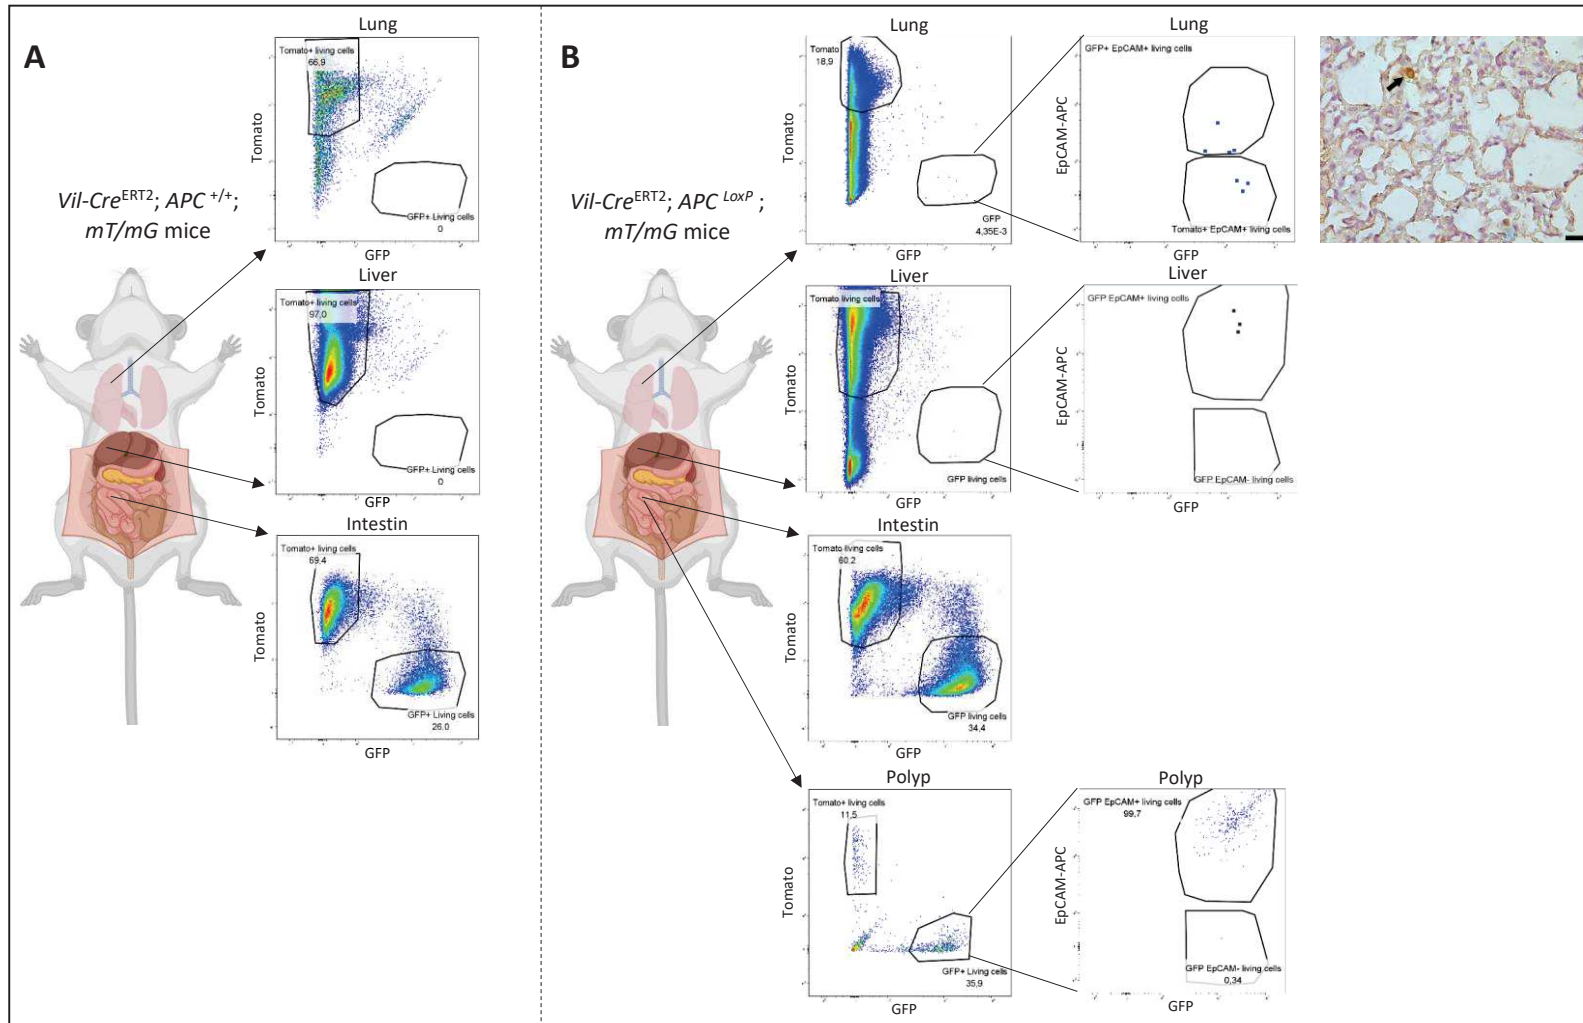 A
Vil-Cre^ERT2; APC +/+;
mT/mG mice
Lung
Tomato+ living cells
66,9
Tomato
GFP+ Living cells
0
GFP
Liver
Tomato+ living cells
97,0
Tomato
GFP+ Living cells
0
Intestin
Tomato+ living cells
69,4
Tomato
GFP+ Living cells
26,0
GFP
B
Vil-Cre^ERT2; APC LoxP ;
mT/mG mice
Lung
Tomato
18,9
Tomato
GFP
4,35E-3
GFP
Lung
GFP+ EpCAM+ living cells
EpCAM-APC
Tomato+ EpCAM+ living cells
GFP
Liver
Tomato living cells
Tomato
GFP living cells
GFP
Liver
GFP EpCAM+ living cells
EpCAM-APC
GFP EpCAM- living cells
GFP
Intestin
Tomato living cells
60,2
Tomato
GFP living cells
34,4
GFP
Polyp
Tomato+ living cells
11,5
Tomato
GFP+ Living cells
35,9
GFP
Polyp
GFP EpCAM+ living cells
99,7
EpCAM-APC
GFP EpCAM- living cells
0,34
GFP